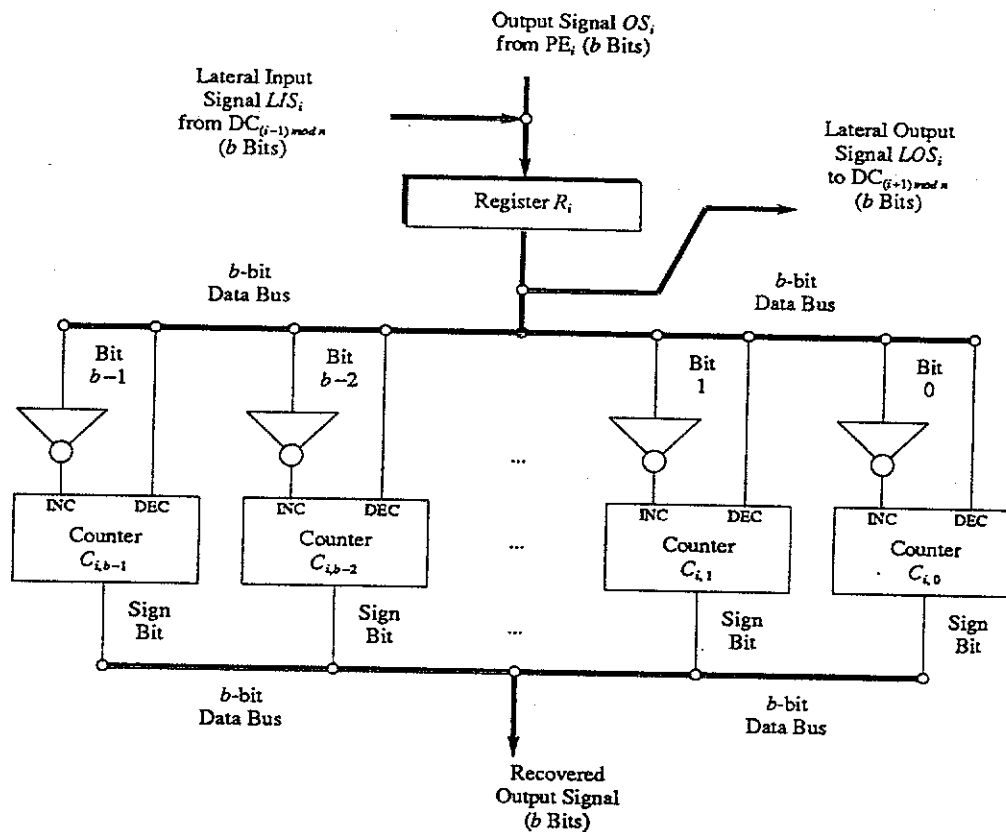 Output Signal OSᵢ
from PEᵢ (b Bits)
Lateral Input
Signal LISᵢ
from DC₍ᵢ₋₁₎ mod n
(b Bits)
Lateral Output
Signal LOSᵢ
to DC₍ᵢ₊₁₎ mod n
(b Bits)
Register Rᵢ
b-bit
Data Bus
b-bit
Data Bus
Bit
b−1
Bit
b−2
Bit
1
Bit
0
...
INC DEC
Counter
Cᵢ,b−1
INC DEC
Counter
Cᵢ,b−2
...
INC DEC
Counter
Cᵢ,1
INC DEC
Counter
Cᵢ,0
Sign
Bit
Sign
Bit
...
Sign
Bit
Sign
Bit
b-bit
Data Bus
b-bit
Data Bus
Recovered
Output Signal
(b Bits)